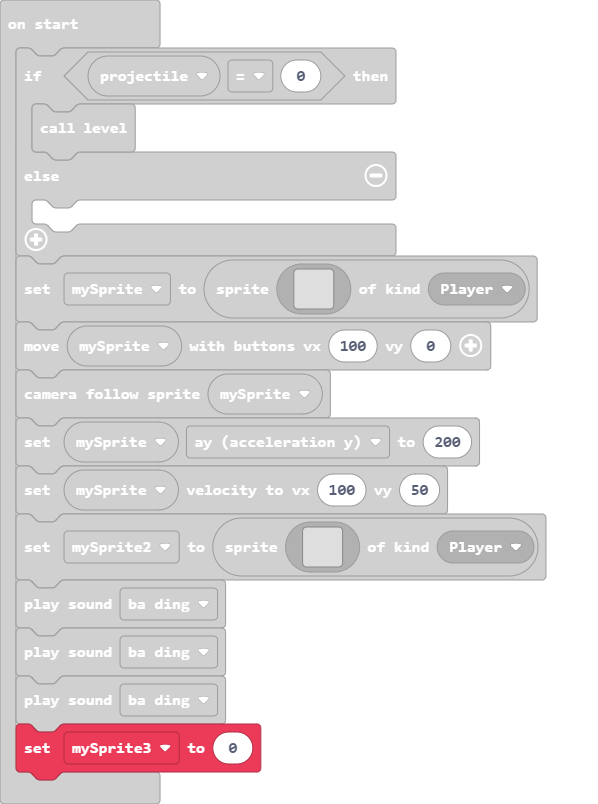 on start
if projectile = 0 then
call level
else
set mySprite to sprite of kind Player
move mySprite with buttons vx 100 vy 0
camera follow sprite mySprite
set mySprite ay (acceleration y) to 200
set mySprite velocity to vx 100 vy 50
set mySprite2 to sprite of kind Player
play sound ba ding
play sound ba ding
play sound ba ding
set mySprite3 to 0